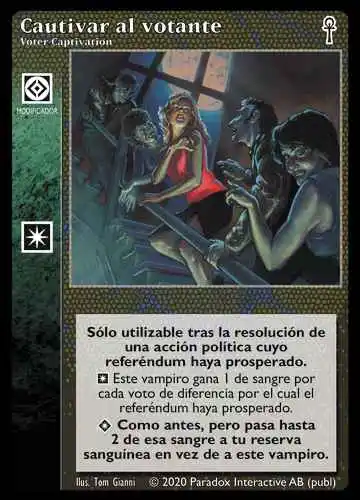 Cautivar al votante
Voter Captivation
MODIFICADOR
Sólo utilizable tras la resolución de
una acción política cuyo
referéndum haya prosperado.
Este vampiro gana 1 de sangre por
cada voto de diferencia por el cual el
referéndum haya prosperado.
Como antes, pero pasa hasta
2 de esa sangre a tu reserva
sanguínea en vez de a este vampiro.
Ilus. Tom Gianni © 2020 Paradox Interactive AB (publ)